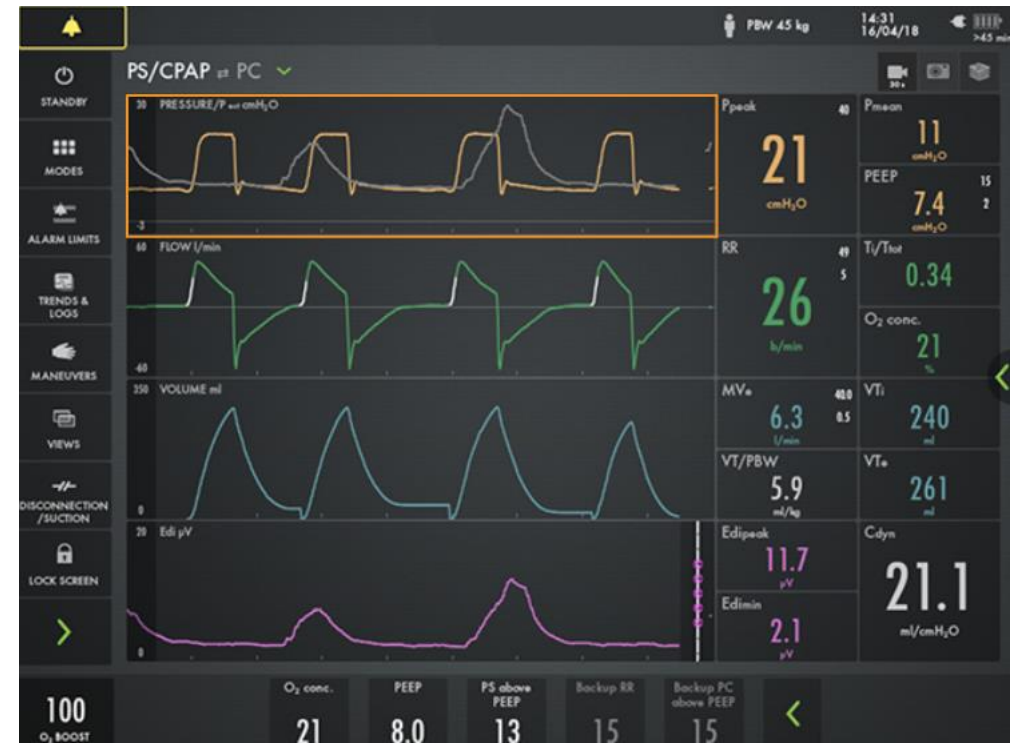 PBW 45 kg
14:31
16/04/18
>45 min
STANDBY
MODES
ALARM LIMITS
TRENDS &
LOGS
MANEUVERS
VIEWS
DISCONNECTION
/SUCTION
LOCK SCREEN
100
O₂ BOOST
PS/CPAP ⇄ PC
30 s
30 PRESSURE/P est cmH₂O
-3
60 FLOW l/min
-60
350 VOLUME ml
0
20 Edi µV
0
Ppeak 40
21
cmH₂O
Pmean
11
cmH₂O
PEEP 15
7.4 2
cmH₂O
RR 49
5
26
b/min
Ti/Ttot
0.34
O₂ conc.
21
%
MVe 40.0
6.3 0.5
l/min
VTi
240
ml
VT/PBW
5.9
ml/kg
VTe
261
ml
Edipeak
11.7
µV
Edimin
2.1
µV
Cdyn
21.1
ml/cmH₂O
O₂ conc.
21
PEEP
8.0
PS above
PEEP
13
Backup RR
15
Backup PC
above PEEP
15